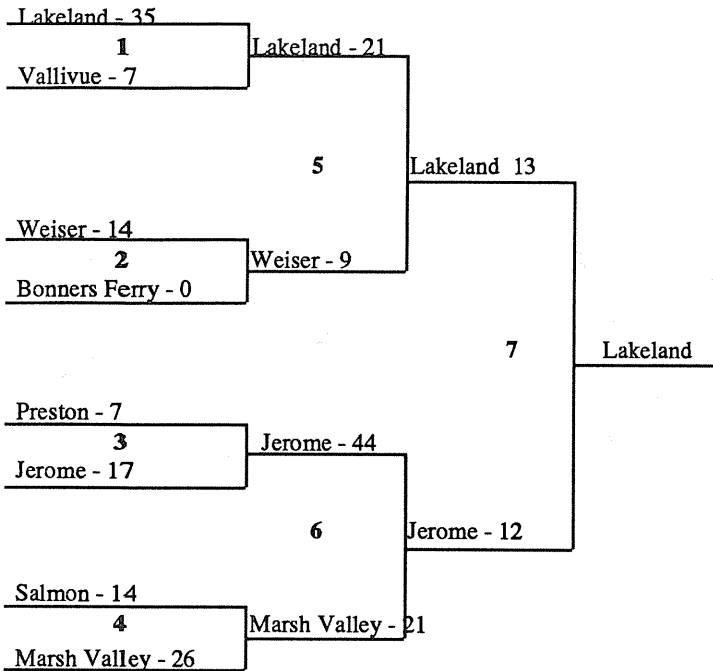 Lakeland - 35
1
Vallivue - 7
Lakeland - 21
5
Weiser - 14
2
Bonners Ferry - 0
Weiser - 9
Lakeland 13
7
Lakeland
Preston - 7
3
Jerome - 17
Jerome - 44
6
Jerome - 12
Salmon - 14
4
Marsh Valley - 26
Marsh Valley - 21